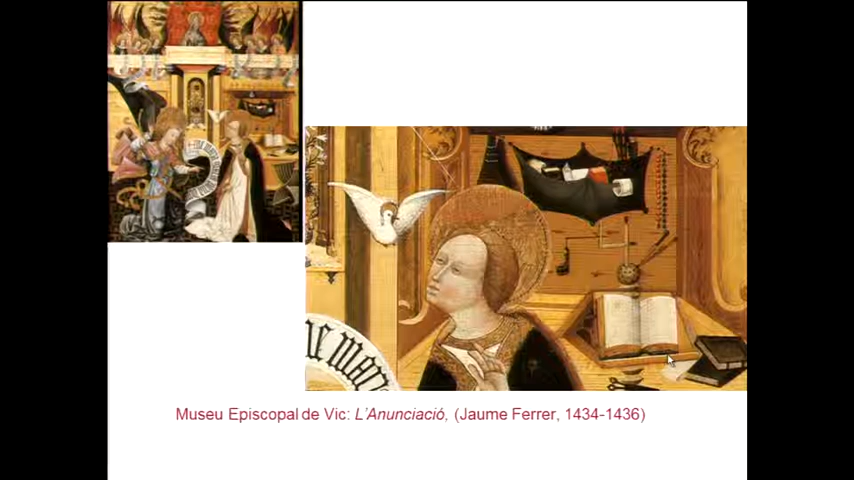 Museu Episcopal de Vic: L’Anunciació, (Jaume Ferrer, 1434-1436)